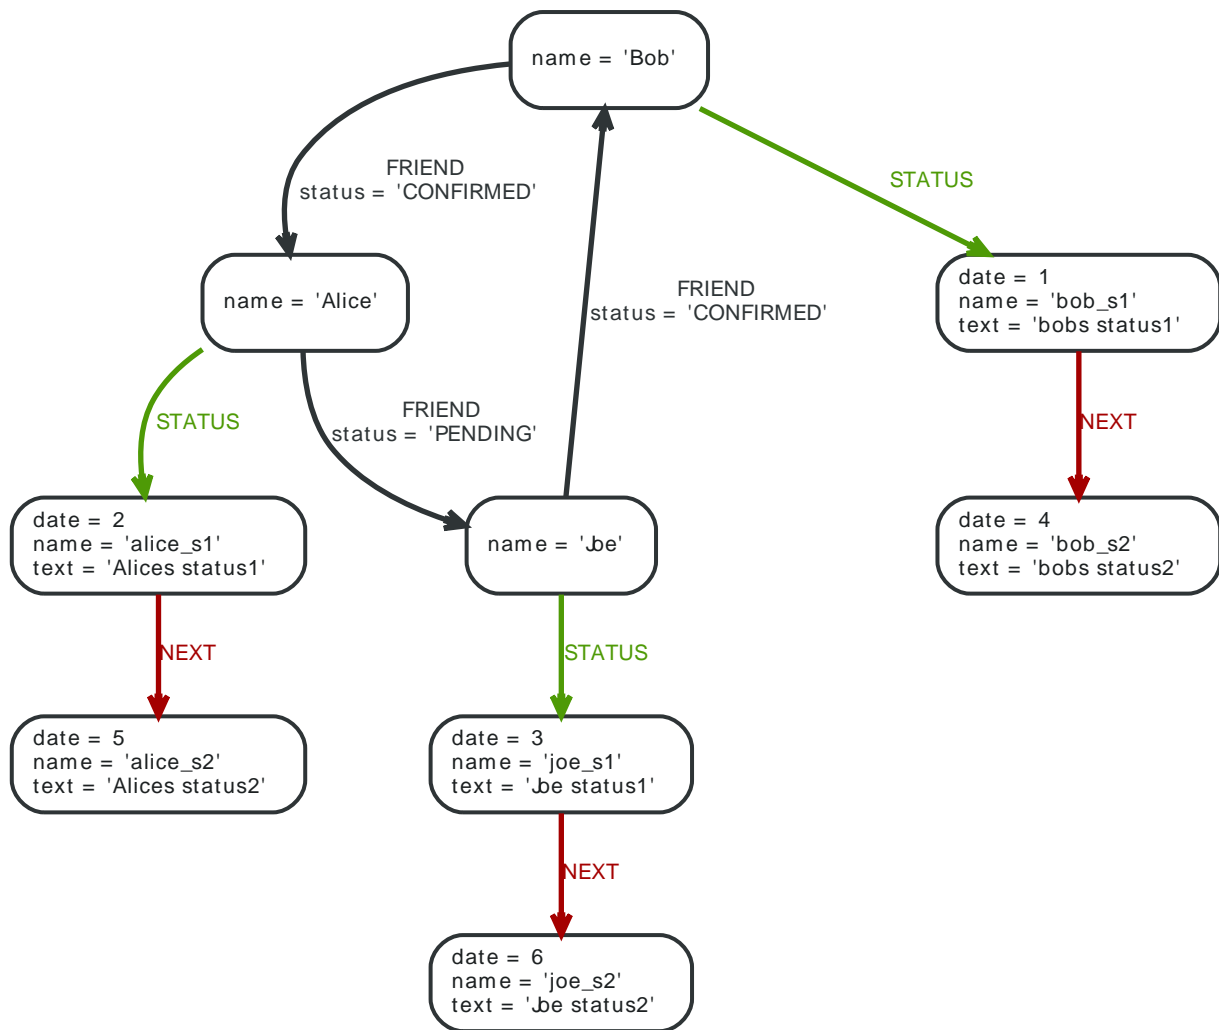 name = 'Bob'
FRIEND
status = 'CONFIRMED'
STATUS
name = 'Alice'
FRIEND
status = 'CONFIRMED'
date = 1
name = 'bob_s1'
text = 'bobs status1'
STATUS
FRIEND
status = 'PENDING'
NEXT
date = 2
name = 'alice_s1'
text = 'Alices status1'
name = 'Joe'
date = 4
name = 'bob_s2'
text = 'bobs status2'
NEXT
STATUS
date = 5
name = 'alice_s2'
text = 'Alices status2'
date = 3
name = 'joe_s1'
text = 'Joe status1'
NEXT
date = 6
name = 'joe_s2'
text = 'Joe status2'